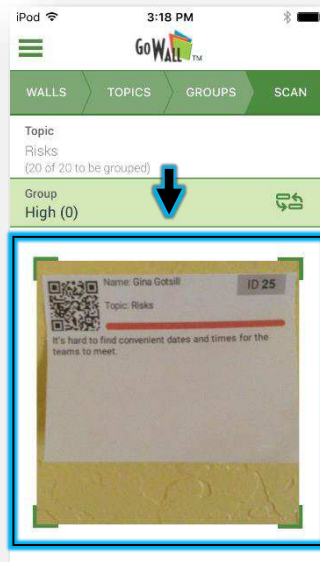 iPod 3:18 PM
GoWall TM
WALLS TOPICS GROUPS SCAN
Topic
Risks
(20 of 20 to be grouped)
Group
High (0)
Name: Gina Gotsill ID 25
Topic: Risks
It's hard to find convenient dates and times for the
teams to meet.